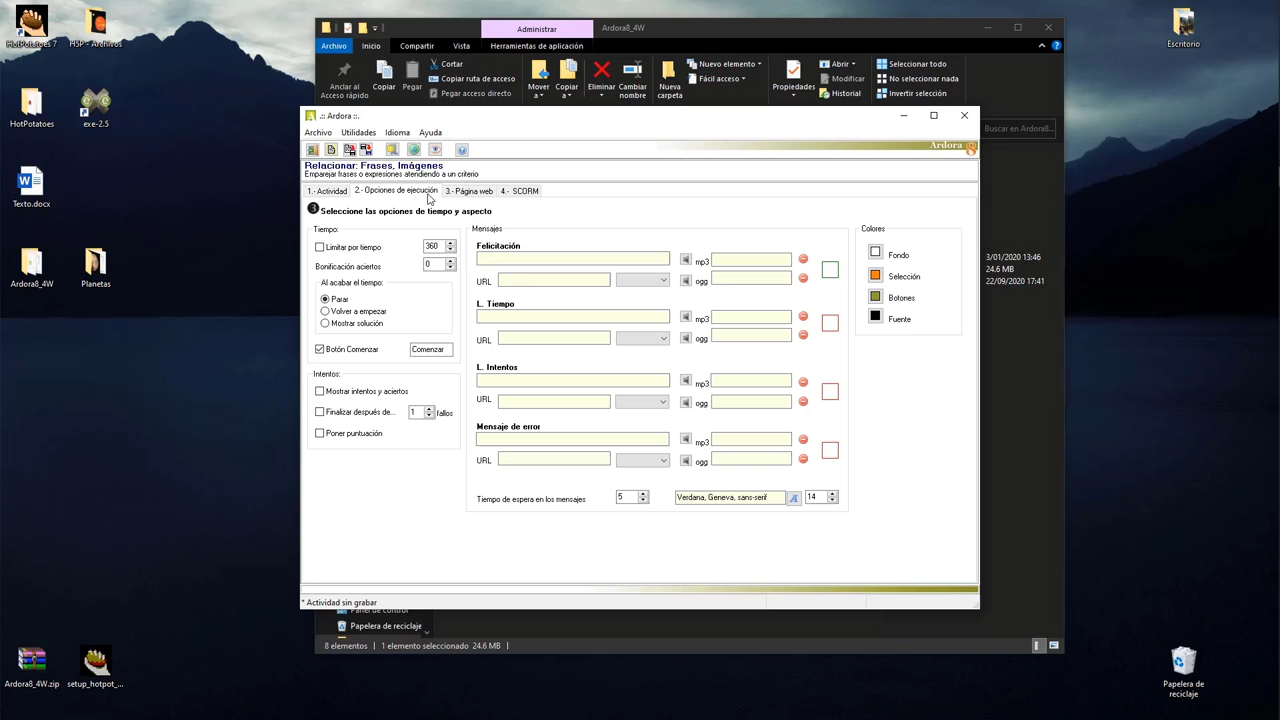 HotPotatoes 7
H5P - Archivos
HotPotatoes
exe-2.5
Texto.docx
Ardora8_4W
Planetas
Ardora8_4W.zip
setup_hotpot_...
Escritorio
Papelera de
reciclaje
Administrar
Ardora8_4W
Archivo
Inicio
Compartir
Vista
Herramientas de aplicación
Anclar al
Acceso rápido
Copiar
Pegar
Cortar
Copiar ruta de acceso
Pegar acceso directo
Mover
a
Copiar
a
Eliminar
Cambiar
nombre
Nueva
carpeta
Nuevo elemento
Fácil acceso
Propiedades
Abrir
Modificar
Historial
Seleccionar todo
No seleccionar nada
Invertir selección
Buscar en Ardora8...
3/01/2020 13:46
24.6 MB
22/09/2020 17:41
.:: Ardora ::.
Archivo Utilidades Idioma Ayuda
Ardora 8
Relacionar: Frases, Imágenes
Emparejar frases o expresiones atendiendo a un criterio
1.- Actividad
2.- Opciones de ejecución
3.- Página web
4.- SCORM
3 Seleccione las opciones de tiempo y aspecto
Tiempo:
Limitar por tiempo 360
Bonificación aciertos 0
Al acabar el tiempo:
Parar
Volver a empezar
Mostrar solución
Botón Comenzar Comenzar
Intentos:
Mostrar intentos y aciertos
Finalizar después de... 1 fallos
Poner puntuación
Mensajes
Felicitación
mp3
URL ogg
L. Tiempo
mp3
URL ogg
L. Intentos
mp3
URL ogg
Mensaje de error
mp3
URL ogg
Tiempo de espera en los mensajes 5 Verdana, Geneva, sans-serif 14
Colores
Fondo
Selección
Botones
Fuente
* Actividad sin grabar
Panel de control
Papelera de reciclaje
8 elementos 1 elemento seleccionado 24.6 MB